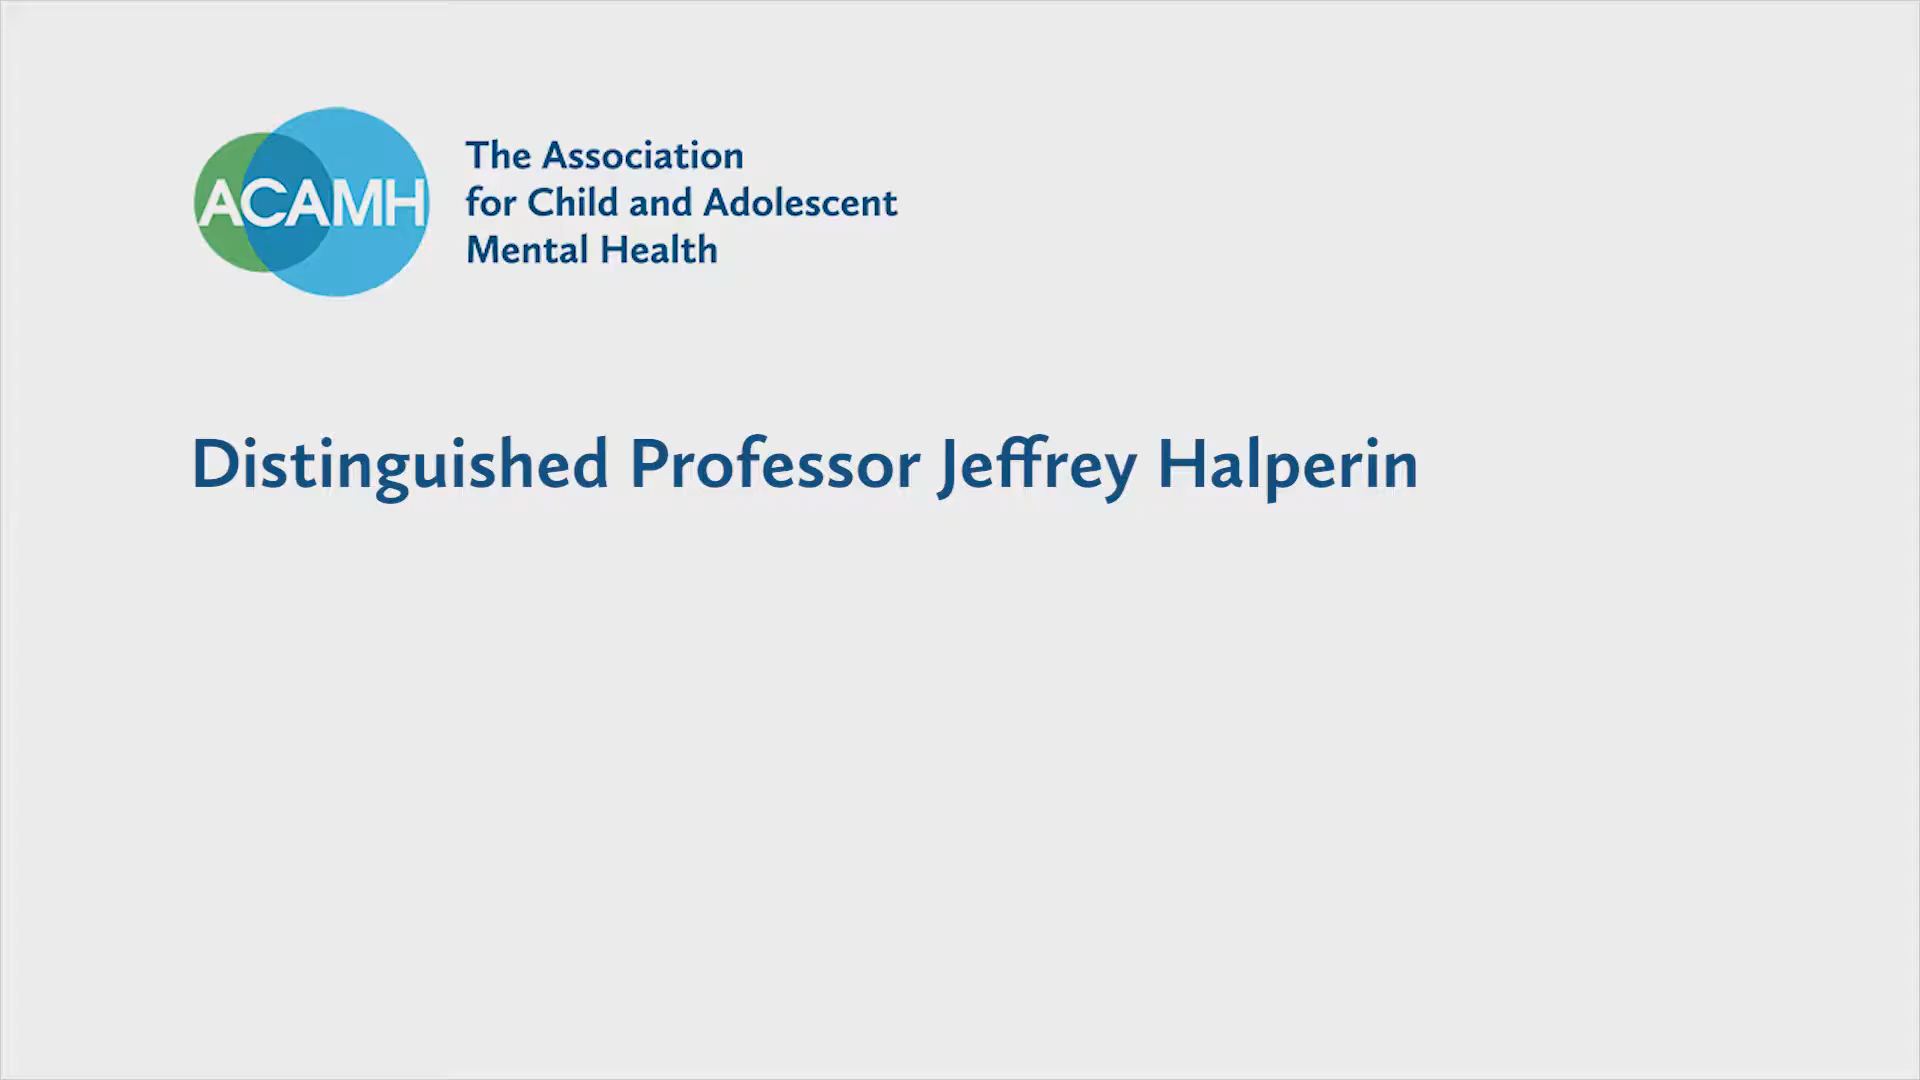 ACAMH
The Association
for Child and Adolescent
Mental Health
Distinguished Professor Jeffrey Halperin